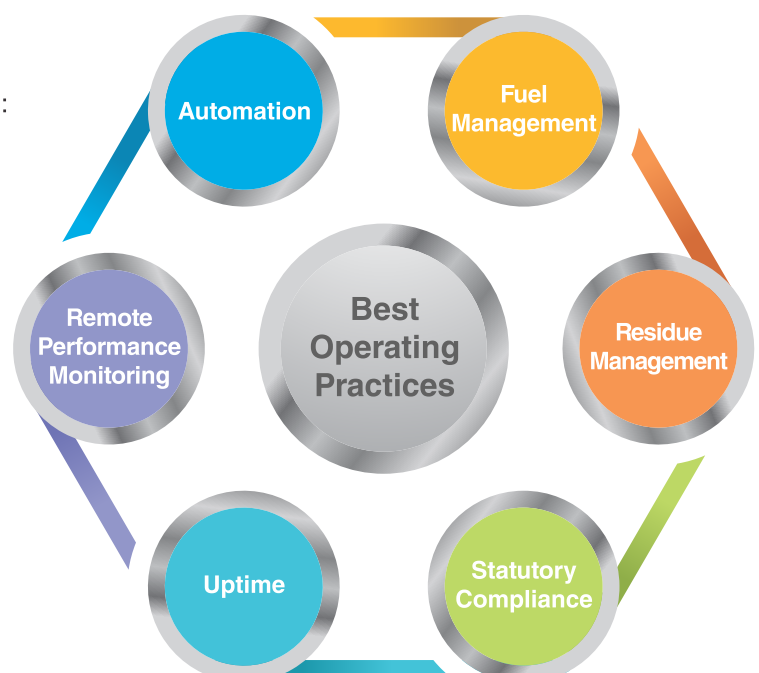 :
Automation
Fuel
Management
Remote
Performance
Monitoring
Best
Operating
Practices
Residue
Management
Uptime
Statutory
Compliance